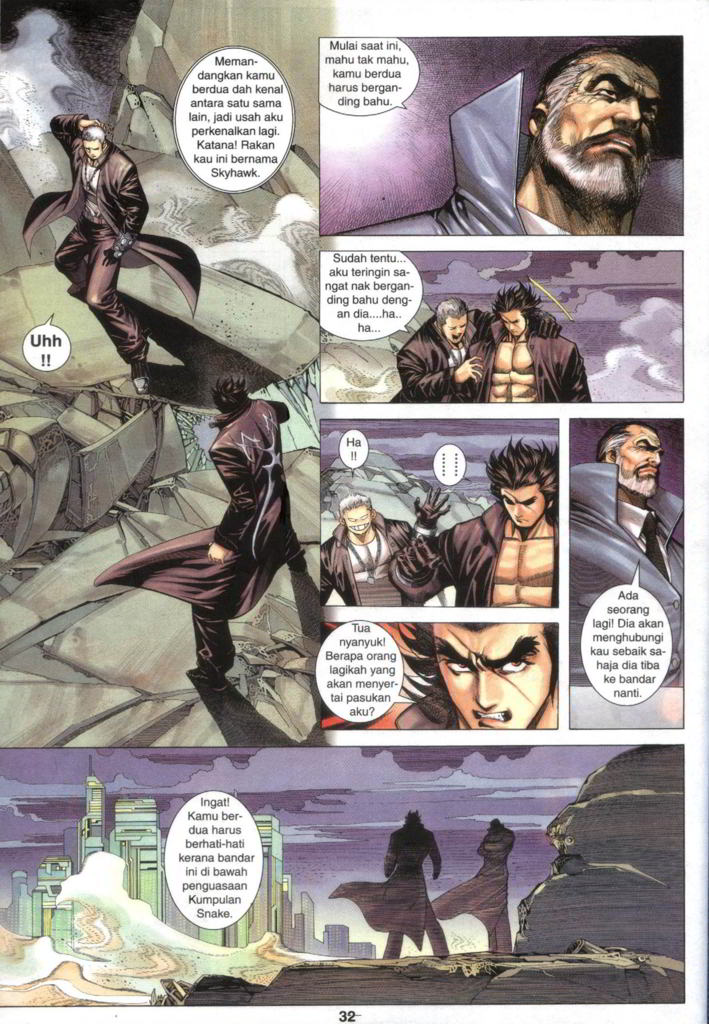 Meman-
dangkan kamu
berdua dah kenal
antara satu sama
lain, jadi usah aku
perkenalkan lagi.
Katana! Rakan
kau ini bernama
Skyhawk.
Uhh
!!
Mulai saat ini,
mahu tak mahu,
kamu berdua
harus bergan-
ding bahu.
Sudah tentu...
aku teringin sa-
ngat nak bergan-
ding bahu deng-
an dia....ha..
ha...
Ha
!!
Tua
nyanyuk!
Berapa orang
lagikah yang
akan menyer-
tai pasukan
aku?
Ada
seorang
lagi! Dia akan
menghubungi
kau sebaik sa-
haja dia tiba
ke bandar
nanti.
Ingat!
Kamu ber-
dua harus
berhati-hati
kerana bandar
ini di bawah
penguasaan
Kumpulan
Snake.
32